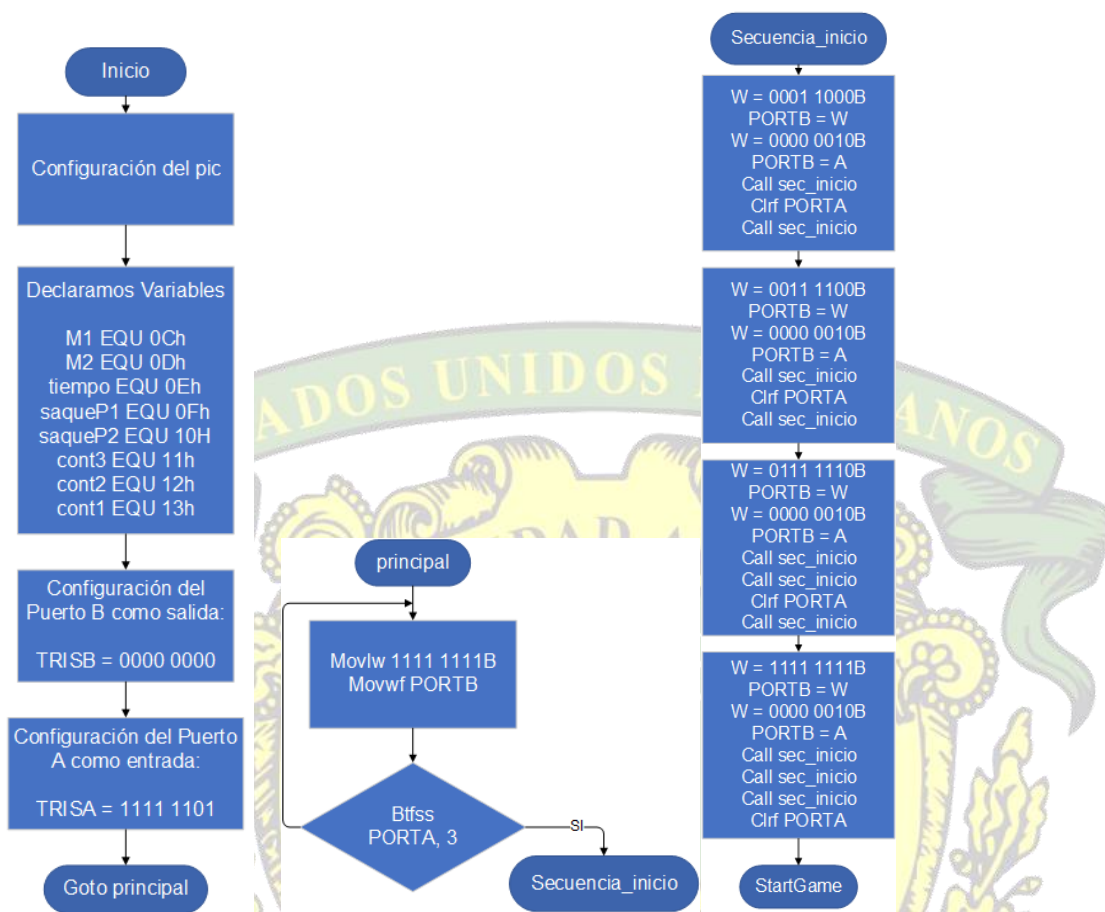 Inicio
Configuración del pic
Declaramos Variables
M1 EQU 0Ch
M2 EQU 0Dh
tiempo EQU 0Eh
saqueP1 EQU 0Fh
saqueP2 EQU 10H
cont3 EQU 11h
cont2 EQU 12h
cont1 EQU 13h
Configuración del
Puerto B como salida:
TRISB = 0000 0000
Configuración del Puerto
A como entrada:
TRISA = 1111 1101
Goto principal
principal
Movlw 1111 1111B
Movwf PORTB
Btfss
PORTA, 3
SI
Secuencia_inicio
Secuencia_inicio
W = 0001 1000B
PORTB = W
W = 0000 0010B
PORTB = A
Call sec_inicio
Clrf PORTA
Call sec_inicio
W = 0011 1100B
PORTB = W
W = 0000 0010B
PORTB = A
Call sec_inicio
Clrf PORTA
Call sec_inicio
W = 0111 1110B
PORTB = W
W = 0000 0010B
PORTB = A
Call sec_inicio
Call sec_inicio
Clrf PORTA
Call sec_inicio
W = 1111 1111B
PORTB = W
W = 0000 0010B
PORTB = A
Call sec_inicio
Call sec_inicio
Call sec_inicio
Clrf PORTA
StartGame
ADOS UNIDOS
ANOS